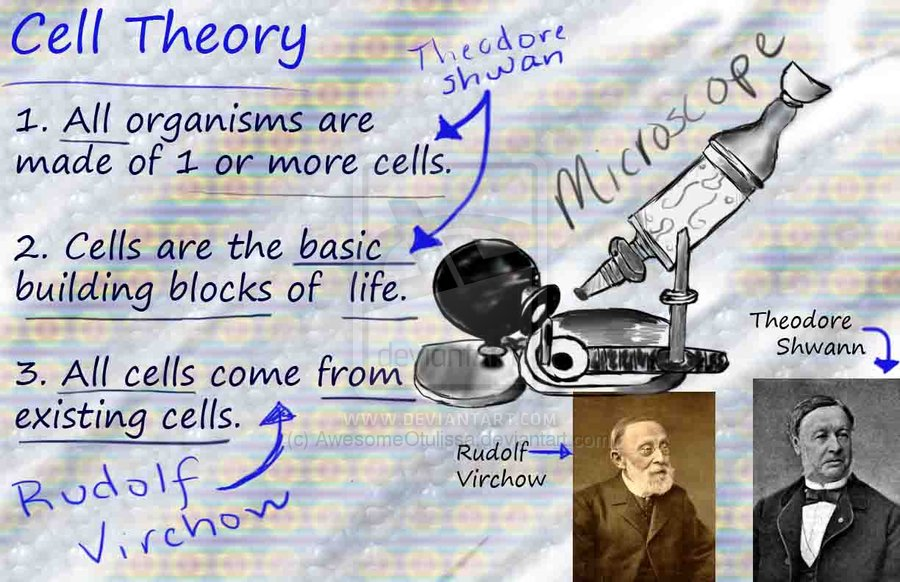 Cell Theory
Theodore
shwan
Microscope
1. All organisms are
made of 1 or more cells.
2. Cells are the basic
building blocks of life.
3. All cells come from
existing cells.
Rudolf
Virchow
Theodore
Shwann
Rudolf
Virchow
deviantart
WWW.DEVIANTART.COM
(c) AwesomeOtulissa.deviantart.com